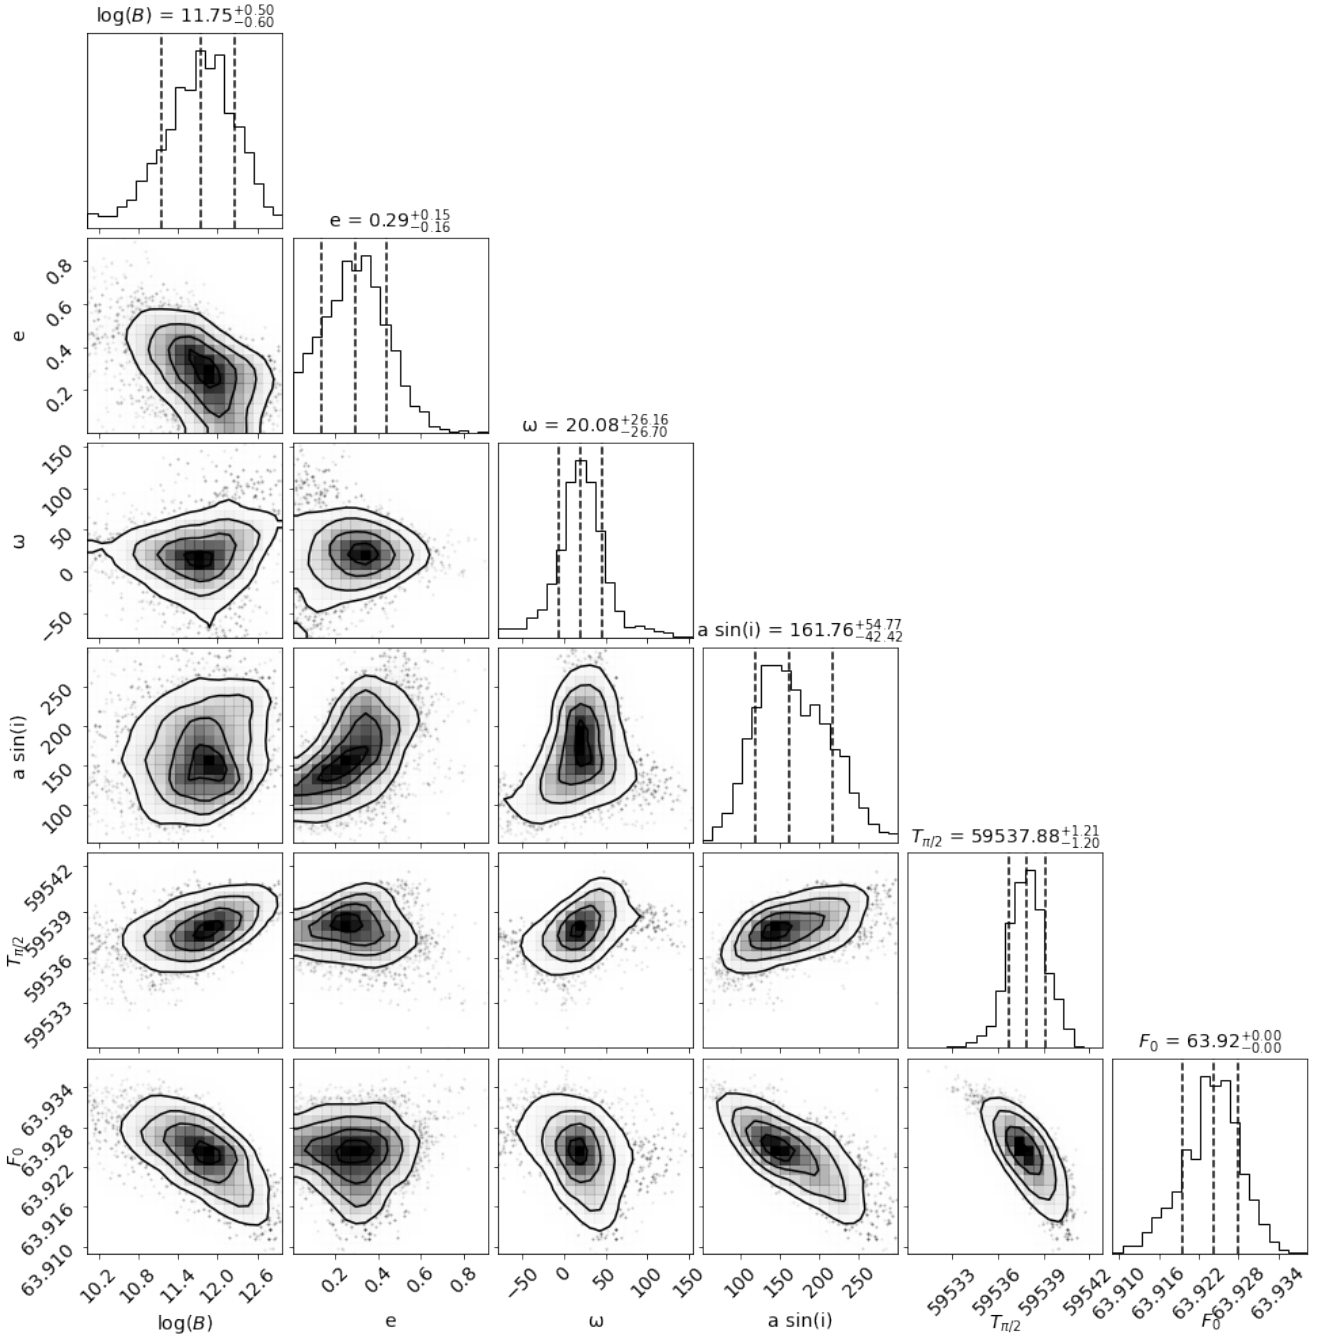 log(B) = 11.75+0.50 −0.60
e = 0.29+0.15 −0.16
0.8
0.6
0.4
0.2
e
ω = 20.08+26.16 −26.70
150
100
50
0
−50
ω
a sin(i) = 161.76+54.77 −42.42
250
200
150
100
a sin(i)
Tπ/2 = 59537.88+1.21 −1.20
59542
59539
59536
59533
Tπ/2
F0 = 63.92+0.00 −0.00
63.934
63.928
63.922
63.916
63.910
F0
10.2 10.8 11.4 12.0 12.6
0.2 0.4 0.6 0.8
−50 0 50 100 150
100 150 200 250
59533 59536 59539 59542
63.910 63.916 63.922 63.928 63.934
log(B) e ω a sin(i) Tπ/2 F0